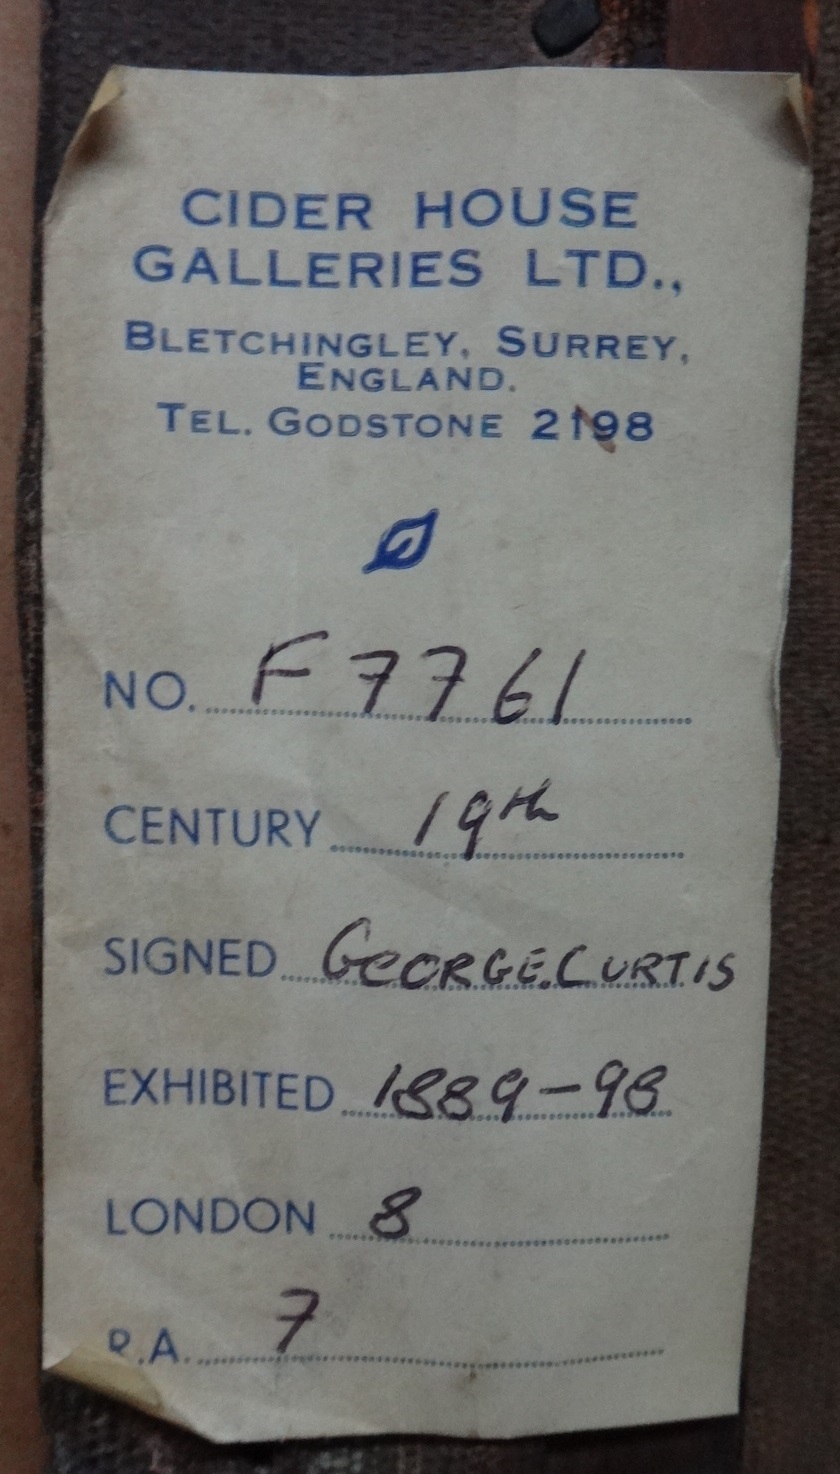 CIDER HOUSE
GALLERIES LTD.,
BLETCHINGLEY, SURREY,
ENGLAND.
TEL. GODSTONE 2198
NO. F 7761
CENTURY 19th
SIGNED GEORGE.CURTIS
EXHIBITED 1889-98
LONDON 8
R.A. 7